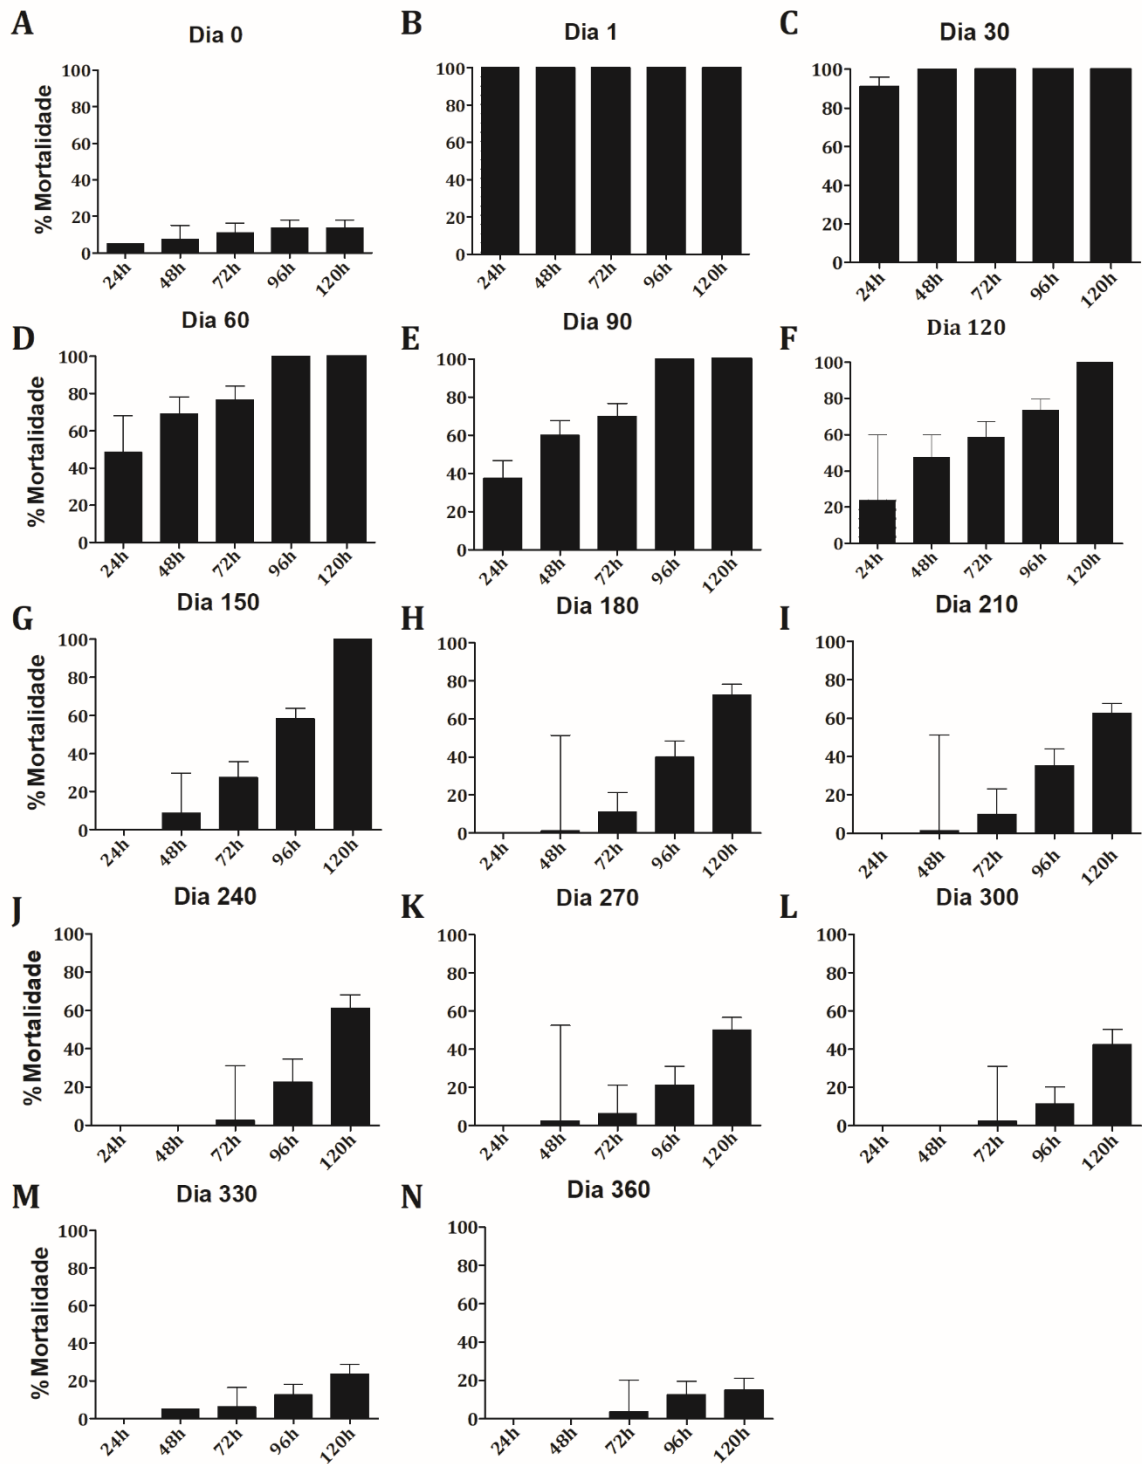 A
Dia 0
% Mortalidade
100
80
60
40
20
0
24h
48h
72h
96h
120h
B
Dia 1
100
80
60
40
20
0
24h
48h
72h
96h
120h
C
Dia 30
100
80
60
40
20
0
24h
48h
72h
96h
120h
D
Dia 60
% Mortalidade
100
80
60
40
20
0
24h
48h
72h
96h
120h
E
Dia 90
100
80
60
40
20
0
24h
48h
72h
96h
120h
F
Dia 120
100
80
60
40
20
0
24h
48h
72h
96h
120h
G
Dia 150
% Mortalidade
100
80
60
40
20
0
24h
48h
72h
96h
120h
H
Dia 180
100
80
60
40
20
0
24h
48h
72h
96h
120h
I
Dia 210
100
80
60
40
20
0
24h
48h
72h
96h
120h
J
Dia 240
% Mortalidade
100
80
60
40
20
0
24h
48h
72h
96h
120h
K
Dia 270
100
80
60
40
20
0
24h
48h
72h
96h
120h
L
Dia 300
100
80
60
40
20
0
24h
48h
72h
96h
120h
M
Dia 330
% Mortalidade
100
80
60
40
20
0
24h
48h
72h
96h
120h
N
Dia 360
100
80
60
40
20
0
24h
48h
72h
96h
120h